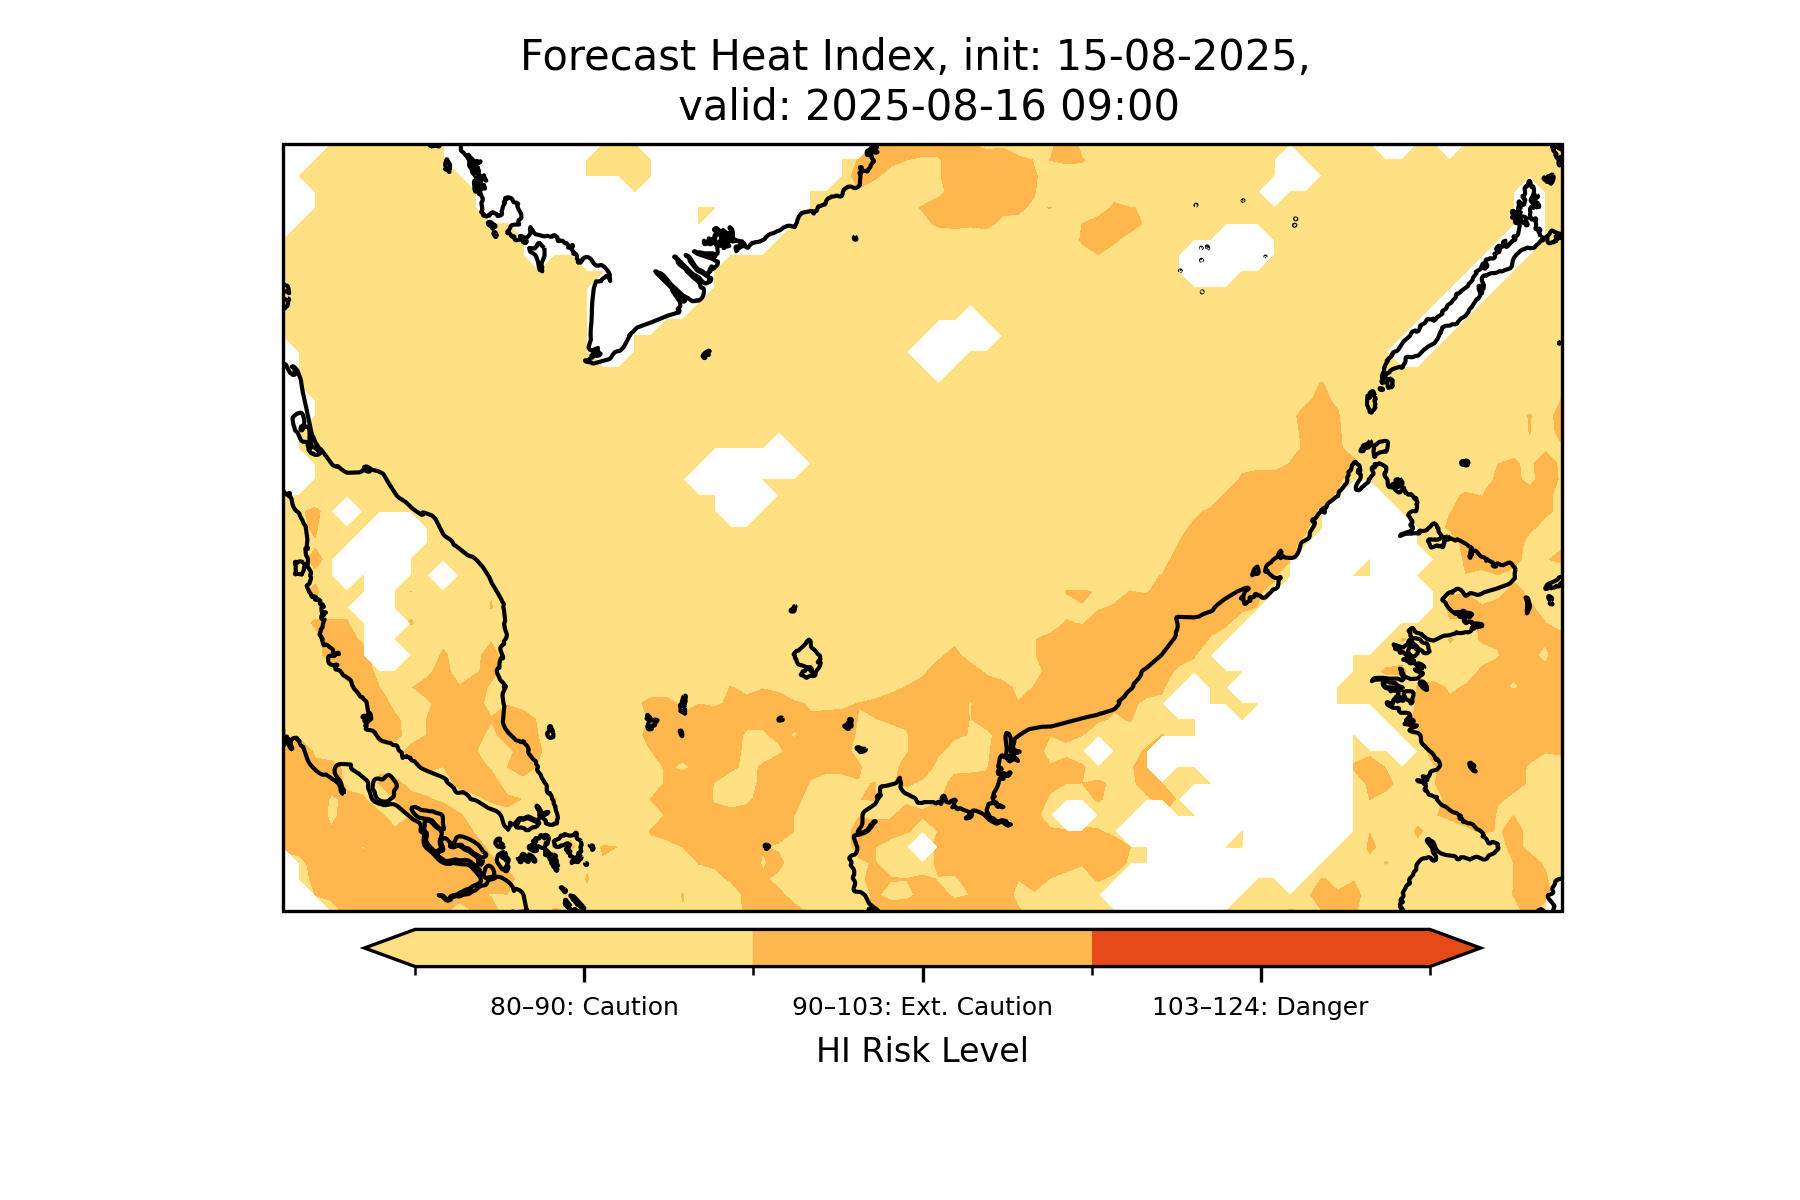 Forecast Heat Index, init: 15-08-2025,
valid: 2025-08-16 09:00
80–90: Caution
90–103: Ext. Caution
103–124: Danger
HI Risk Level